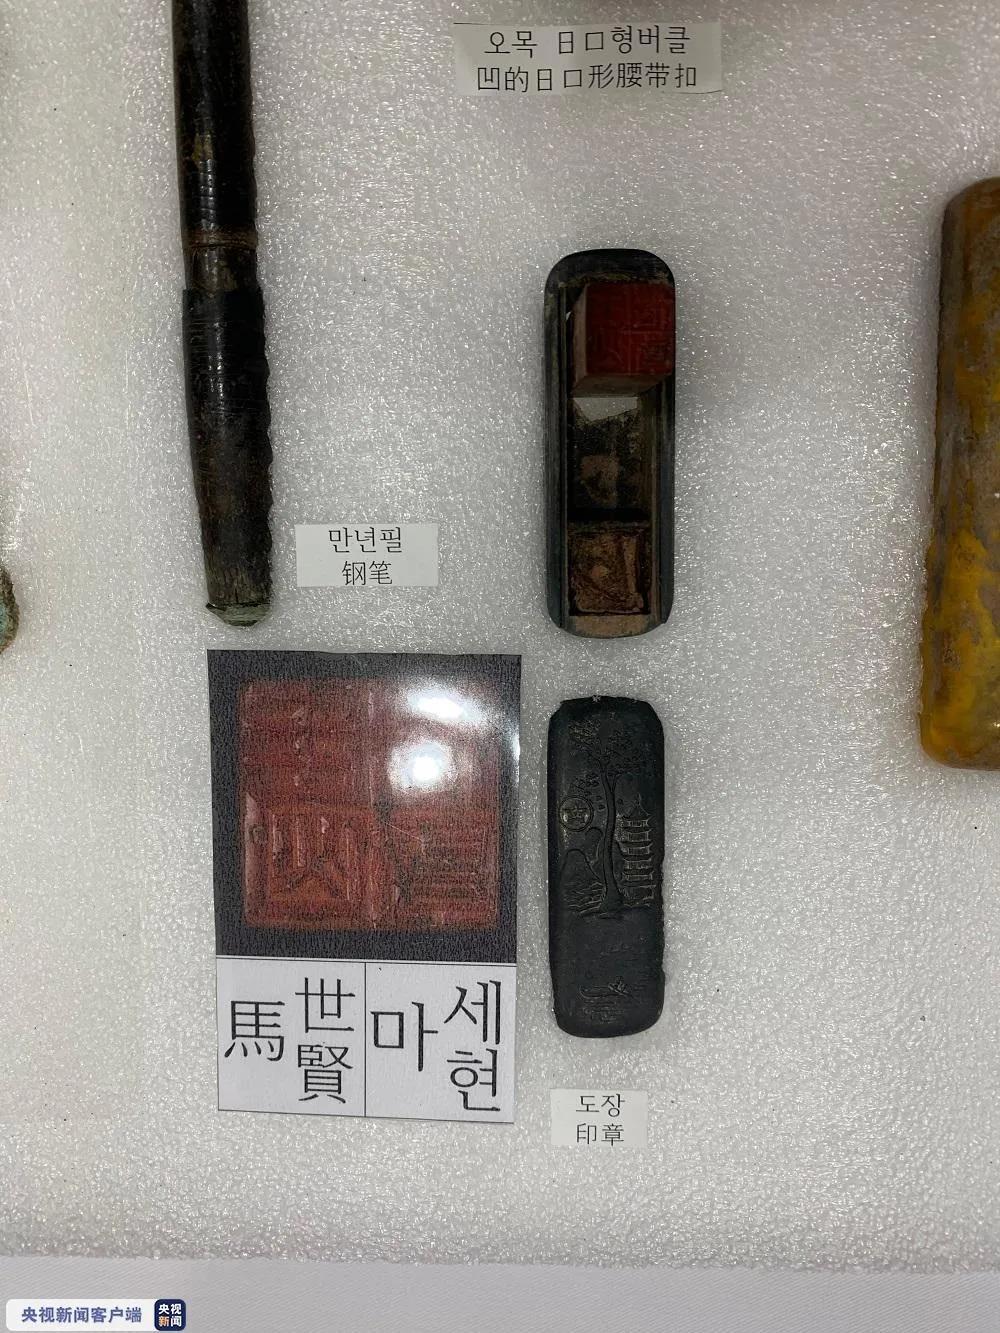 오목 日口형버클
凹的日口形腰带扣
만년필
钢笔
馬 世賢
마 세현
도장
印章
央视新闻客户端
央视新闻